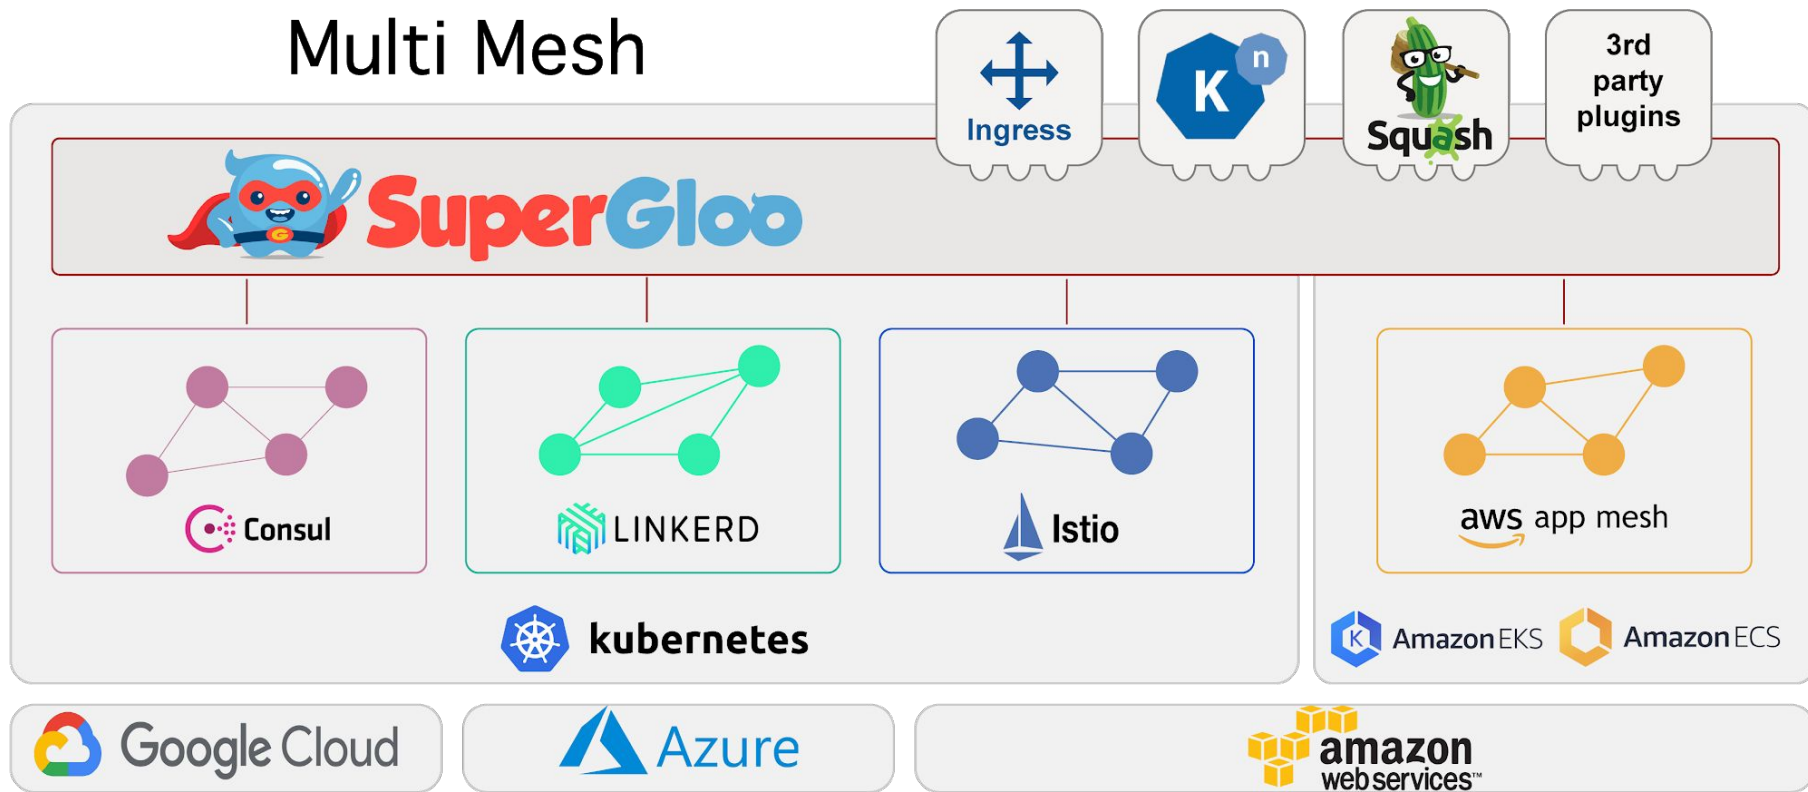 Multi Mesh
Ingress
K
n
Squash
3rd
party
plugins
G
SuperGloo
Consul
LINKERD
Istio
aws app mesh
kubernetes
K
Amazon EKS
Amazon ECS
Google Cloud
Azure
amazon
web services™